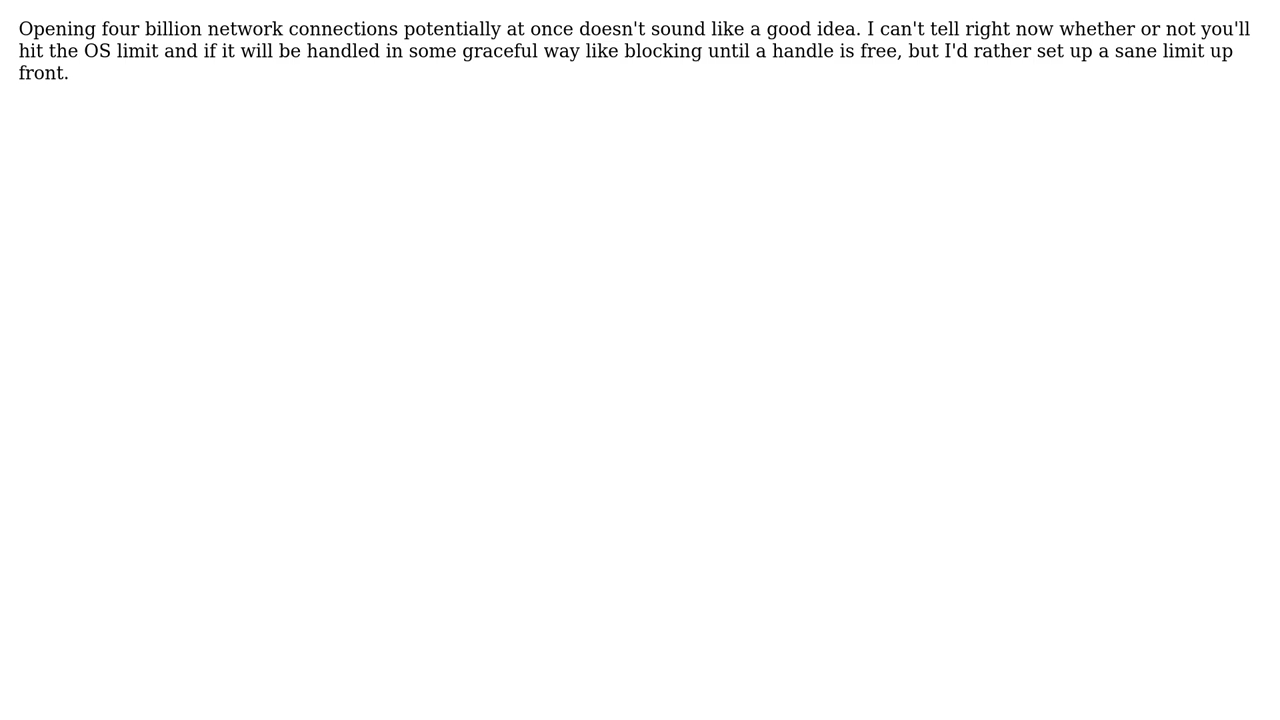 Opening four billion network connections potentially at once doesn't sound like a good idea. I can't tell right now whether or not you'll
hit the OS limit and if it will be handled in some graceful way like blocking until a handle is free, but I'd rather set up a sane limit up
front.